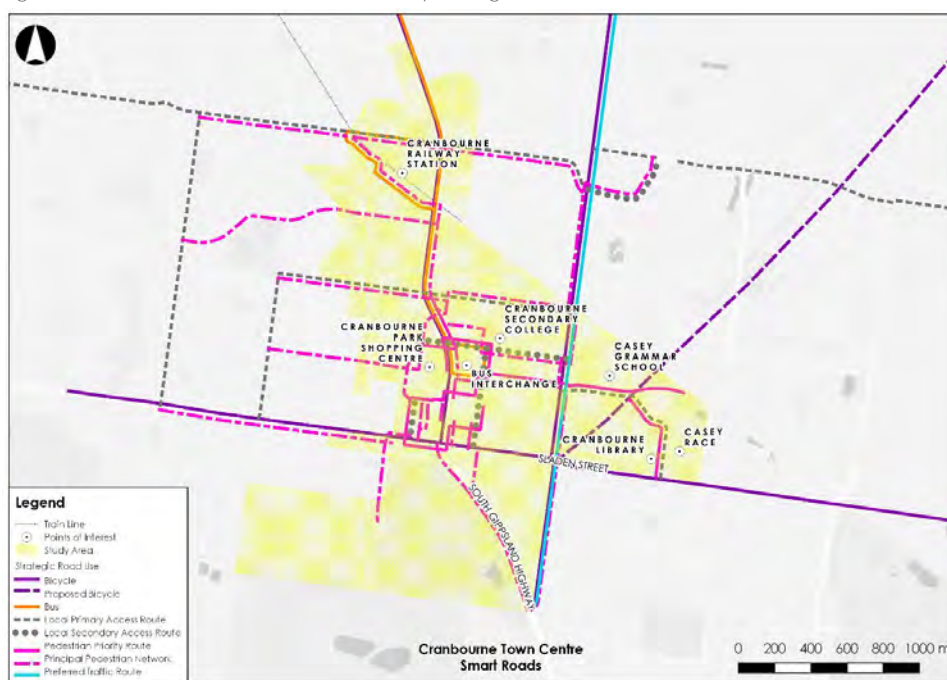 CRANBOURNE
RAILWAY
STATION
CRANBOURNE
SECONDARY
COLLEGE
CRANBOURNE
PARK
SHOPPING
CENTRE
CASEY
GRAMMAR
SCHOOL
BUS
INTERCHANGE
CRANBOURNE
LIBRARY
CASEY
RACE
SLADEN STREET
SOUTH GIPPSLAND HIGHWAY
Legend
Train Line
Points of Interest
Study Area
Strategic Road Use
Bicycle
Proposed Bicycle
Bus
Local Primary Access Route
Local Secondary Access Route
Pedestrian Priority Route
Principal Pedestrian Network
Preferred Traffic Route
Cranbourne Town Centre
Smart Roads
0 200 400 600 800 1000 m